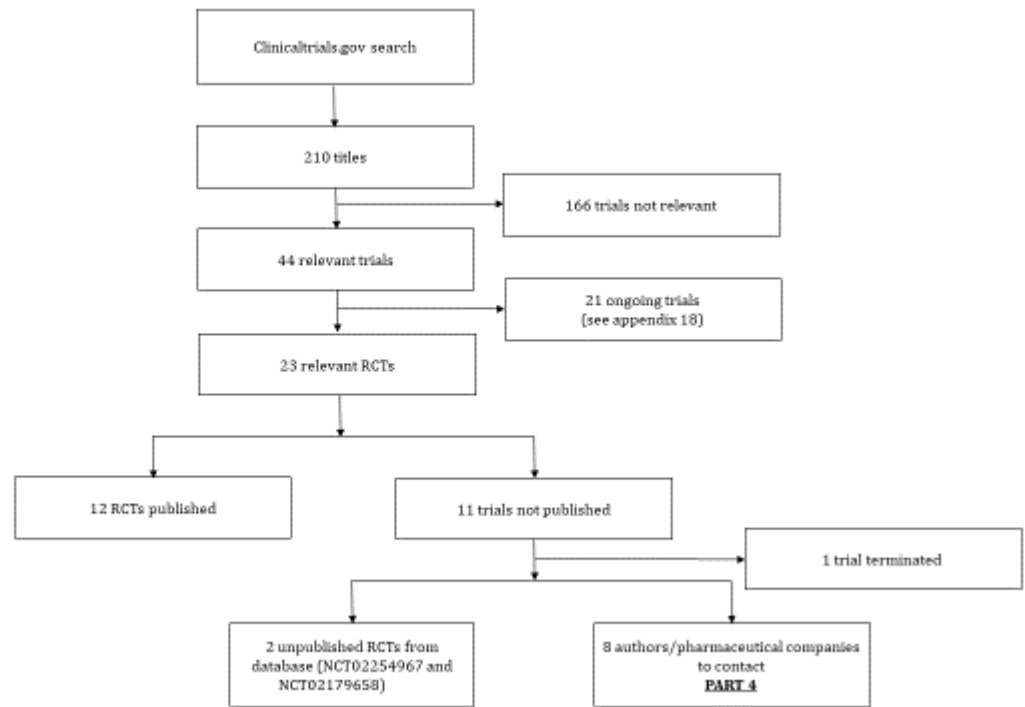 Clinicaltrials.gov search
210 titles
166 trials not relevant
44 relevant trials
21 ongoing trials
(see appendix 18)
23 relevant RCTs
12 RCTs published
11 trials not published
1 trial terminated
2 unpublished RCTs from
database (NCT02254967 and
NCT02179658)
8 authors/pharmaceutical companies
to contact
PART 4